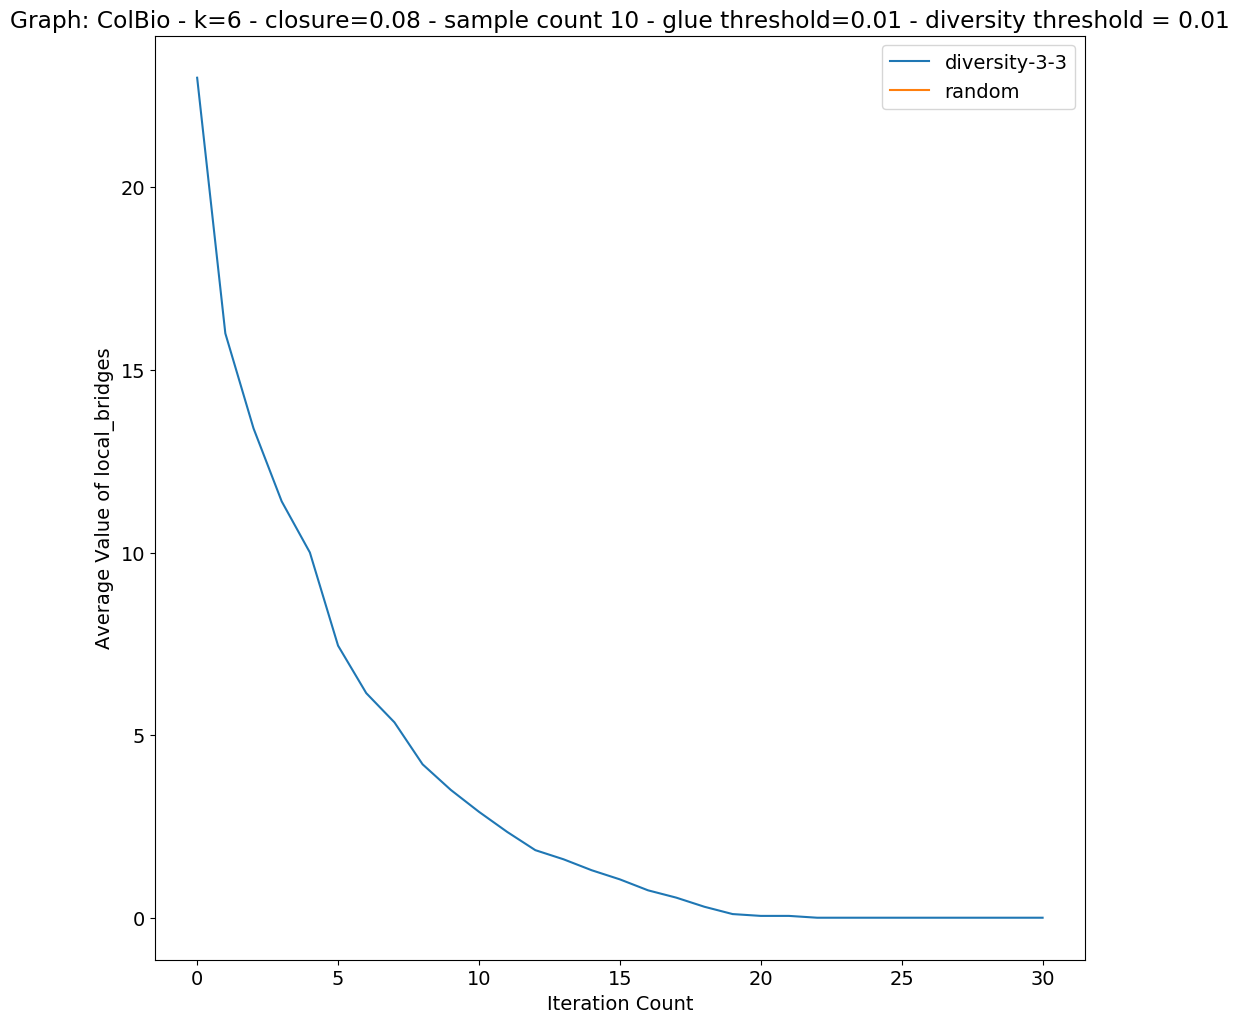 Graph: ColBio - k=6 - closure=0.08 - sample count 10 - glue threshold=0.01 - diversity threshold = 0.01
diversity-3-3
random
20
15
10
5
0
Average Value of local_bridges
0 5 10 15 20 25 30
Iteration Count